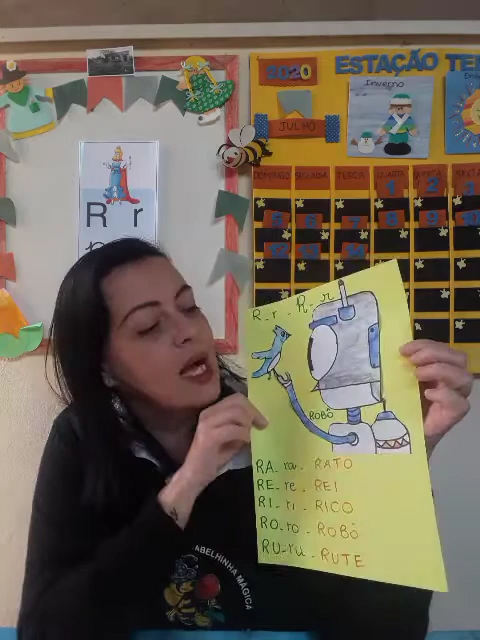 2020
ESTAÇÃO TE
Inverno
JULHO
DOMINGO SEGUNDA TERÇA QUARTA QUINTA SEXTA
R r
R - r - R - r
ROBÔ
RA - ra - RATO
RE - re - REI
RI - ri - RICO
RO - ro - ROBÔ
RU - ru - RUTE
ABELHINHA MÁGICA